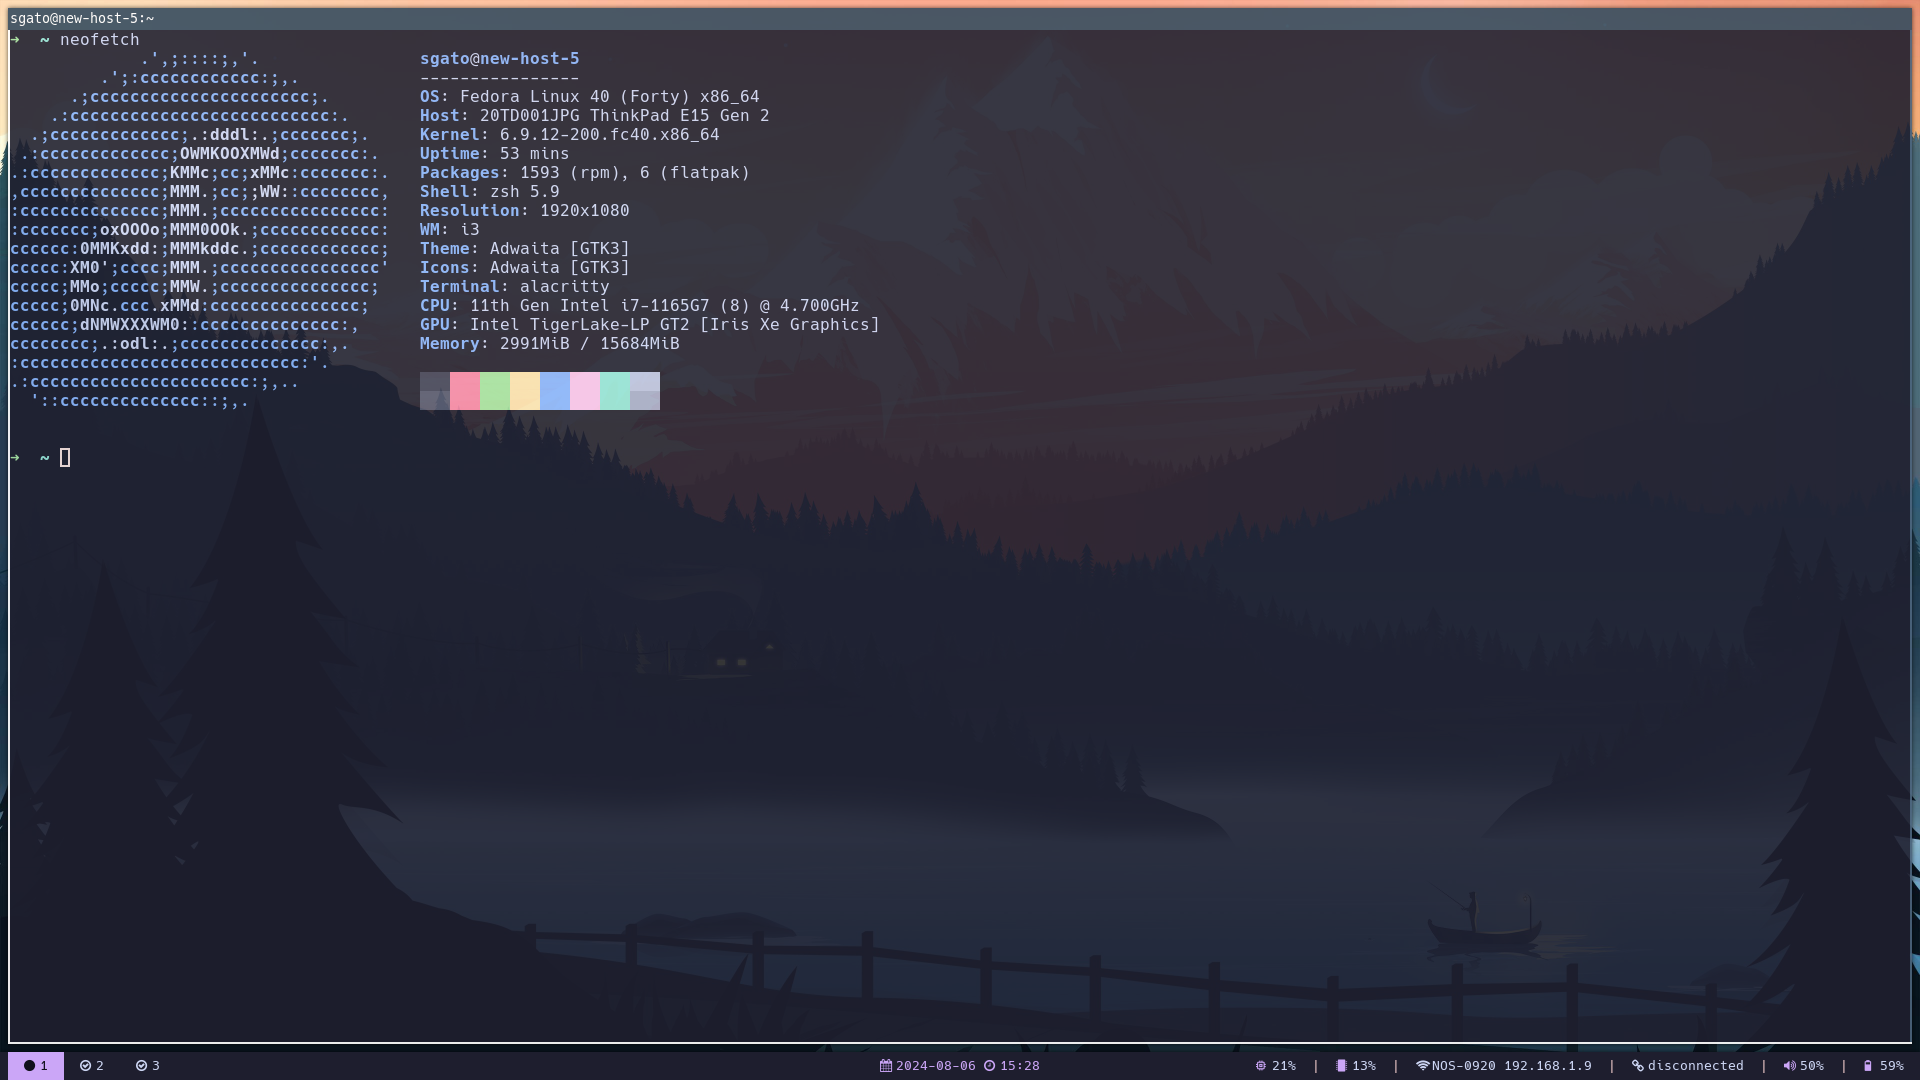 sgato@new-host-5:~
➜  ~ neofetch
             .',;::::;,'.
         .';:cccccccccccc:;,.
      .;cccccccccccccccccccccc;.
    .:cccccccccccccccccccccccccc:.
  .;ccccccccccccc;.:dddl:.;ccccccc;.
 .:ccccccccccccc;OWMKOOXMWd;ccccccc:.
.:ccccccccccccc;KMMc;cc;xMMc:ccccccc:.
,cccccccccccccc;MMM.;cc;;WW::cccccccc,
:cccccccccccccc;MMM.;cccccccccccccccc:
:ccccccc;oxOOOo;MMM0OOk.;cccccccccccc:
cccccc:0MMKxdd:;MMMkddc.;cccccccccccc;
ccccc:XM0';cccc;MMM.;cccccccccccccccc'
ccccc;MMo;ccccc;MMW.;ccccccccccccccc;
ccccc;0MNc.ccc.xMMd:ccccccccccccccc;
cccccc;dNMWXXXWM0::cccccccccccccc:,
cccccccc;.:odl:.;cccccccccccccc:,.
:cccccccccccccccccccccccccccc:'.
.:cccccccccccccccccccccc:;,..
  '::cccccccccccccc::;,.
sgato@new-host-5
----------------
OS: Fedora Linux 40 (Forty) x86_64
Host: 20TD001JPG ThinkPad E15 Gen 2
Kernel: 6.9.12-200.fc40.x86_64
Uptime: 53 mins
Packages: 1593 (rpm), 6 (flatpak)
Shell: zsh 5.9
Resolution: 1920x1080
WM: i3
Theme: Adwaita [GTK3]
Icons: Adwaita [GTK3]
Terminal: alacritty
CPU: 11th Gen Intel i7-1165G7 (8) @ 4.700GHz
GPU: Intel TigerLake-LP GT2 [Iris Xe Graphics]
Memory: 2991MiB / 15684MiB
➜  ~
1 2 3 2024-08-06 15:28 21% | 13% | NOS-0920 192.168.1.9 | disconnected | 50% | 59%